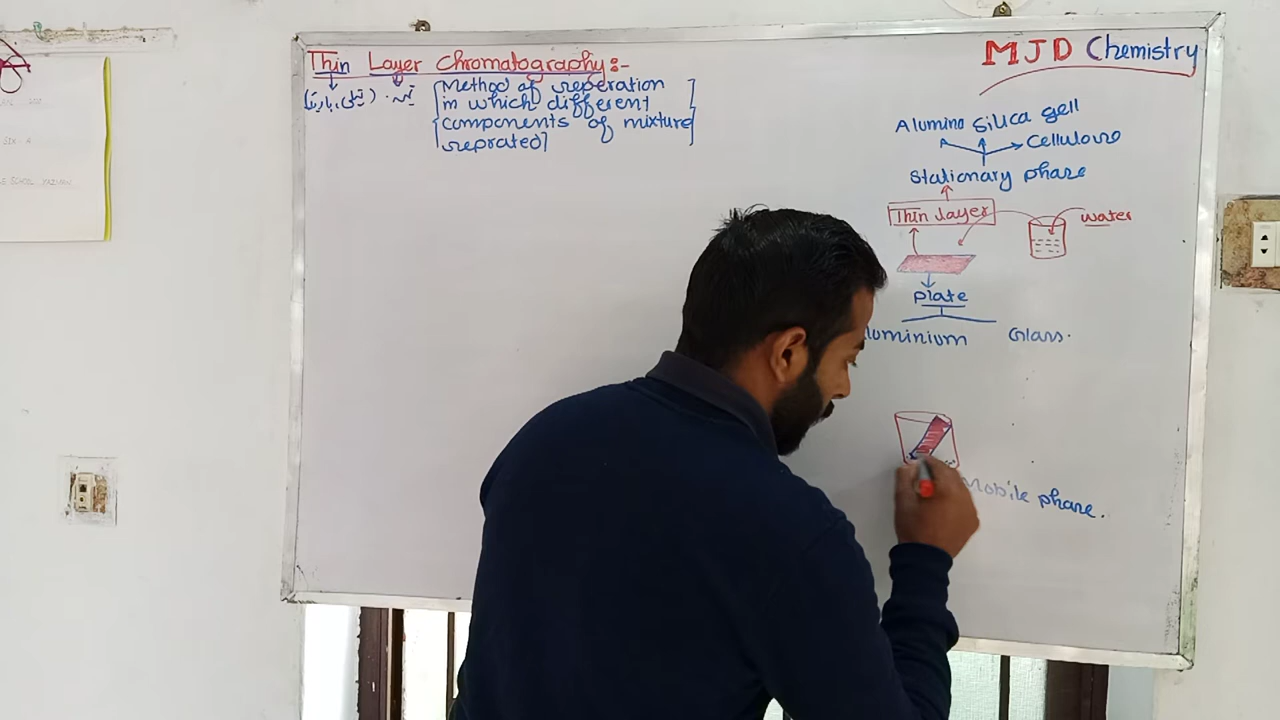 Thin Layer Chromatography :-
MJD Chemistry
[Method of seperation
in which different
components of mixture
seprated]
Alumina Silica gell
Cellulose
Stationary phase
Thin layer
water
plate
luminium Glass.
Mobile phase.